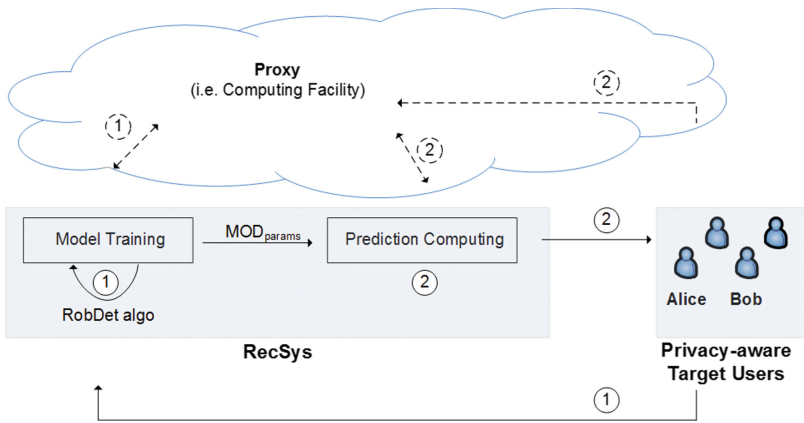 Proxy
(i.e. Computing Facility)
2
1
2
Model Training
MODparams
Prediction Computing
2
1
2
RobDet algo
Alice
Bob
RecSys
Privacy-aware
Target Users
1